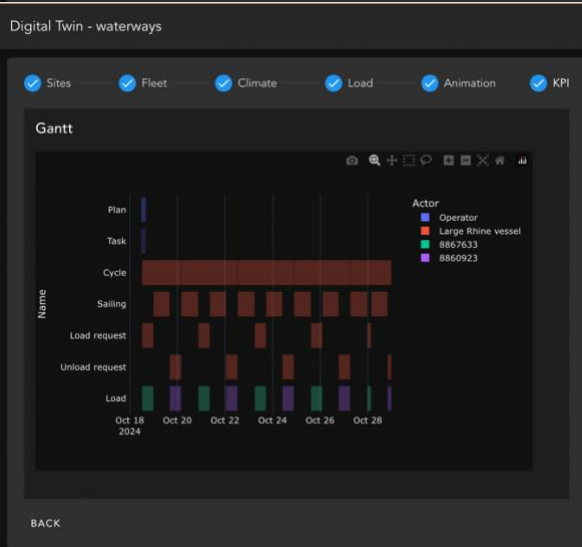 Digital Twin - waterways
Sites Fleet Climate Load Animation KPI
Gantt
Actor
Operator
Large Rhine vessel
8867633
8860923
Name
Plan
Task
Cycle
Sailing
Load request
Unload request
Load
Oct 18 Oct 20 Oct 22 Oct 24 Oct 26 Oct 28
2024
BACK